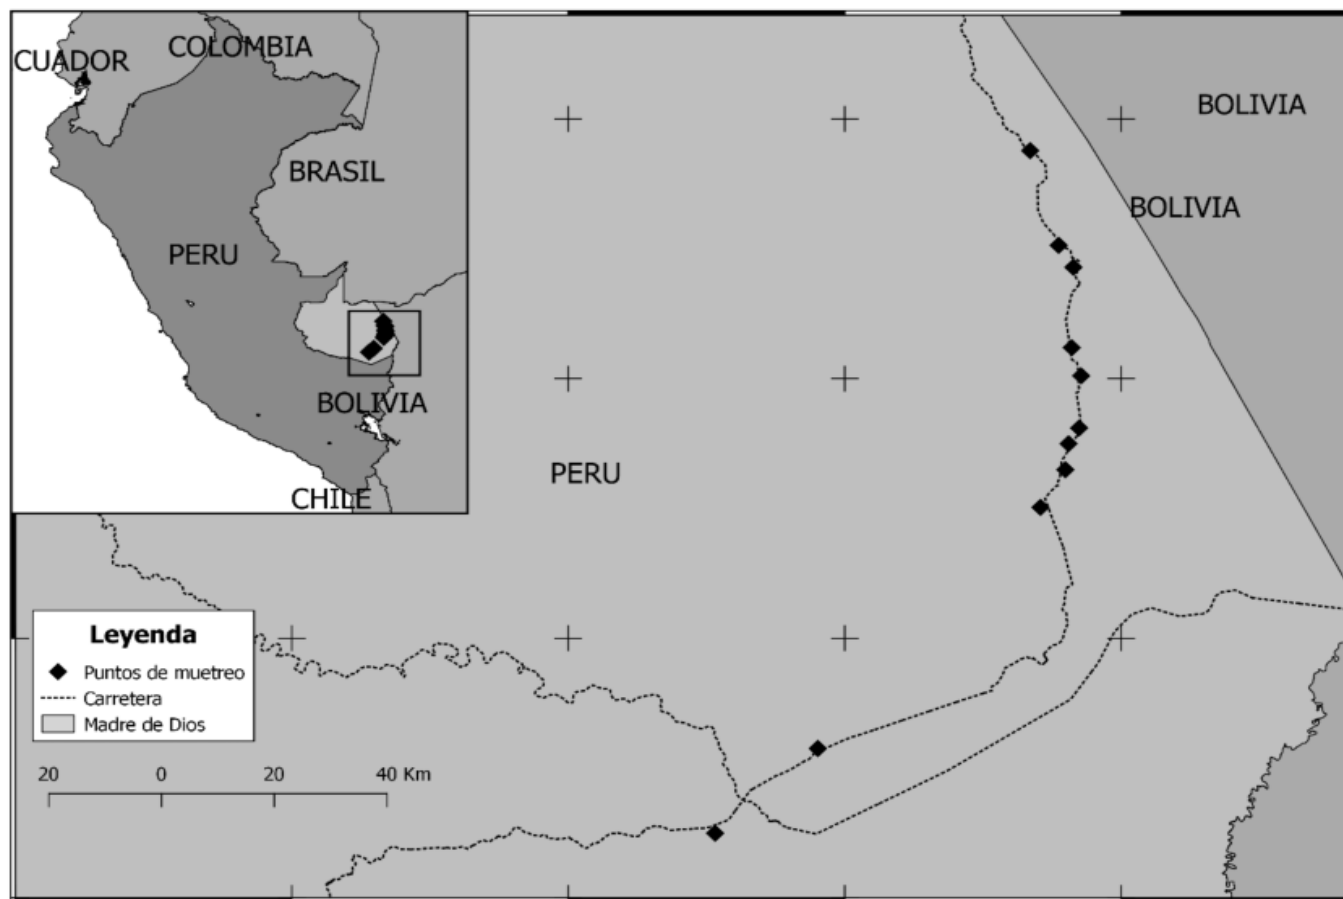 CUADOR
COLOMBIA
BRASIL
PERU
BOLIVIA
CHILE
BOLIVIA
BOLIVIA
PERU
Leyenda
Puntos de muetreo
Carretera
Madre de Dios
20 0 20 40 Km